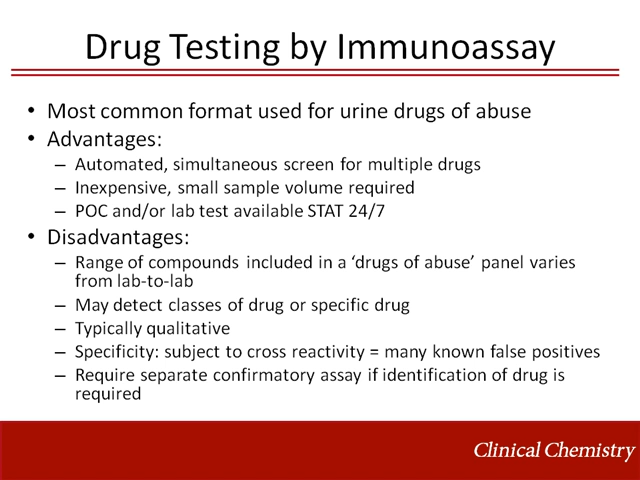 Drug Testing by Immunoassay
• Most common format used for urine drugs of abuse
• Advantages:
– Automated, simultaneous screen for multiple drugs
– Inexpensive, small sample volume required
– POC and/or lab test available STAT 24/7
• Disadvantages:
– Range of compounds included in a ‘drugs of abuse’ panel varies
from lab-to-lab
– May detect classes of drug or specific drug
– Typically qualitative
– Specificity: subject to cross reactivity = many known false positives
– Require separate confirmatory assay if identification of drug is
required
Clinical Chemistry